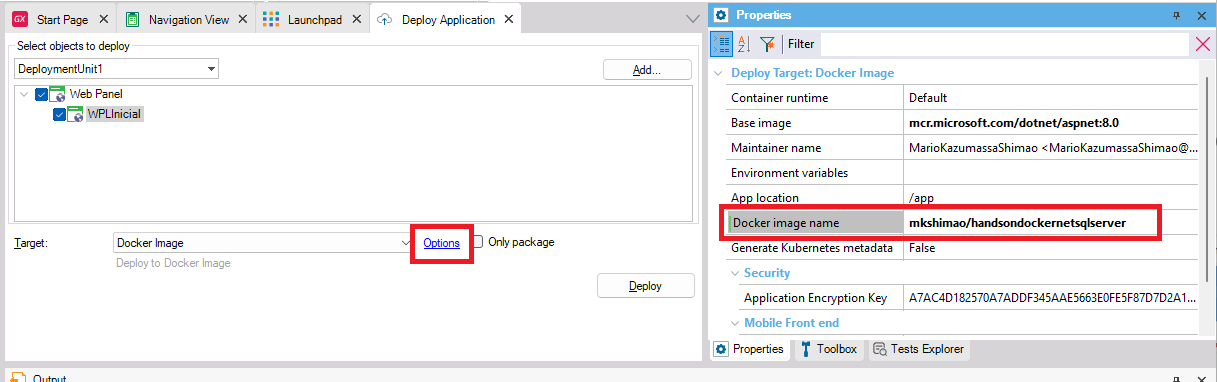 GX Start Page
Navigation View
Launchpad
Deploy Application
Select objects to deploy
DeploymentUnit1
Add...
Web Panel
WPLInicial
Target:
Docker Image
Options
Only package
Deploy to Docker Image
Deploy
Properties
Filter
Deploy Target: Docker Image
Container runtime Default
Base image mcr.microsoft.com/dotnet/aspnet:8.0
Maintainer name MarioKazumassaShimao <MarioKazumassaShimao@...
Environment variables
App location /app
Docker image name mkshimao/handsondockernetsqlserver
Generate Kubernetes metadata False
Security
Application Encryption Key A7AC4D182570A7ADDF345AAE5663E0FE5F87D7D2A1...
Mobile Front end
Properties Toolbox Tests Explorer
Output